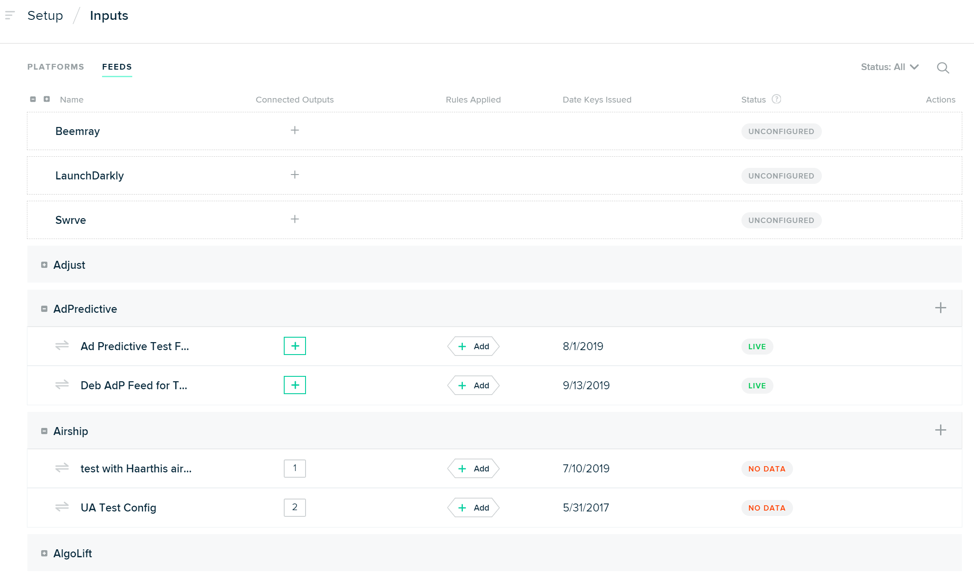 Setup / Inputs
PLATFORMS FEEDS Status: All
Name Connected Outputs Rules Applied Date Keys Issued Status ? Actions
Beemray + UNCONFIGURED
LaunchDarkly + UNCONFIGURED
Swrve + UNCONFIGURED
Adjust
AdPredictive +
Ad Predictive Test F... + + Add 8/1/2019 LIVE
Deb AdP Feed for T... + + Add 9/13/2019 LIVE
Airship +
test with Haarthis air... 1 + Add 7/10/2019 NO DATA
UA Test Config 2 + Add 5/31/2017 NO DATA
AlgoLift